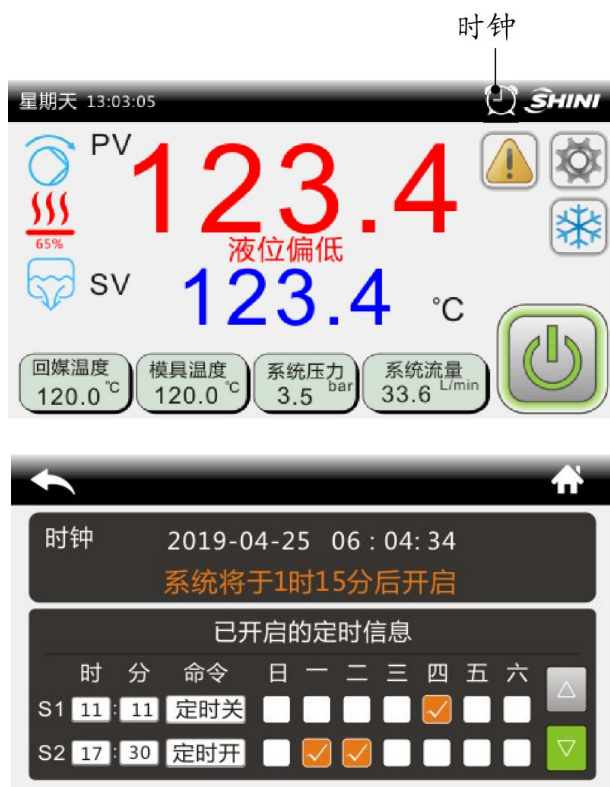 时钟
星期天 13:03:05
SHINI
PV 123.4
65%
液位偏低
SV 123.4 °C
回媒温度 120.0 °C
模具温度 120.0 °C
系统压力 3.5 bar
系统流量 33.6 L/min
时钟 2019-04-25 06 : 04: 34
系统将于1时15分后开启
已开启的定时信息
时 分 命令 日 一 二 三 四 五 六
S1 11 : 11 定时关
S2 17 : 30 定时开